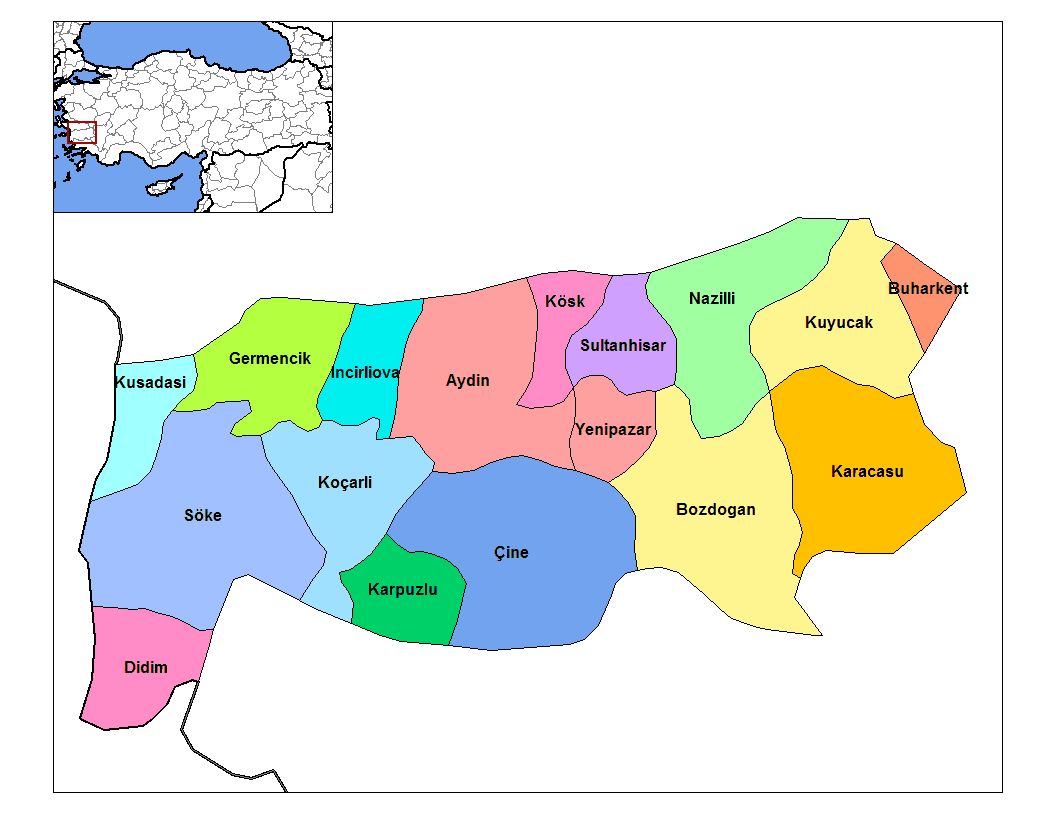 Buharkent
Nazilli
Kösk
Kuyucak
Sultanhisar
Germencik
Incirliova
Aydin
Kusadasi
Yenipazar
Karacasu
Koçarli
Bozdogan
Söke
Çine
Karpuzlu
Didim